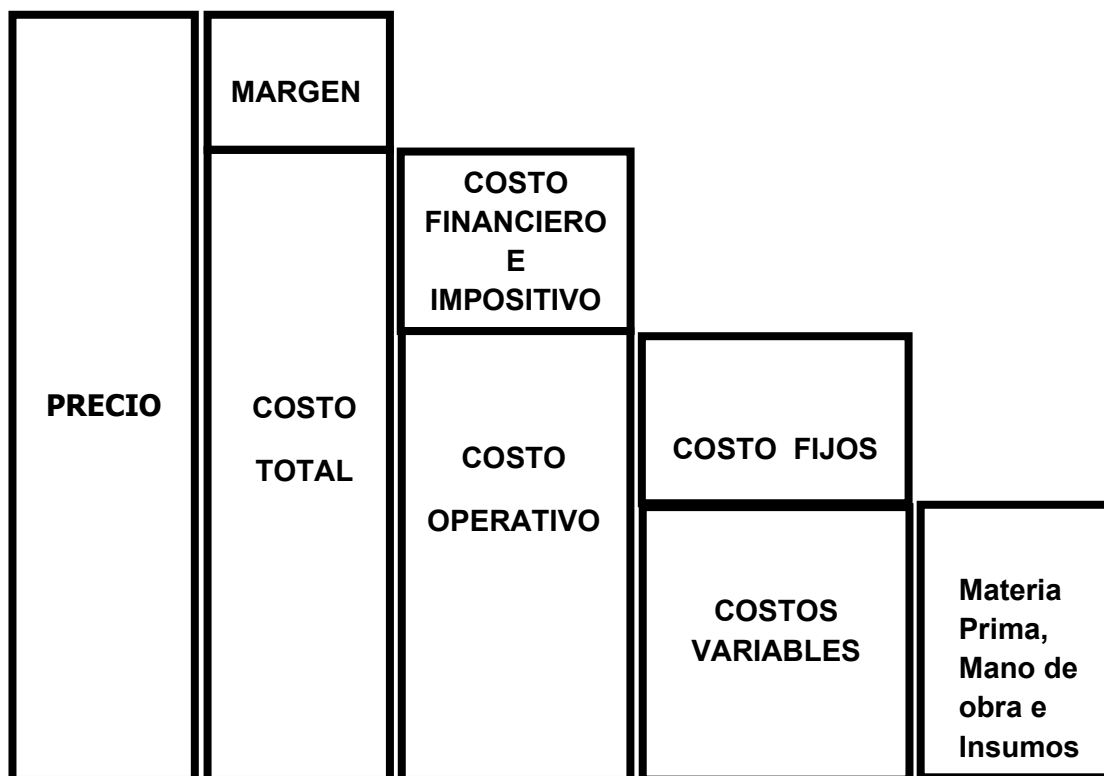 PRECIO
MARGEN
COSTO
TOTAL
COSTO
FINANCIERO
E
IMPOSITIVO
COSTO
OPERATIVO
COSTO FIJOS
COSTOS
VARIABLES
Materia
Prima,
Mano de
obra e
Insumos